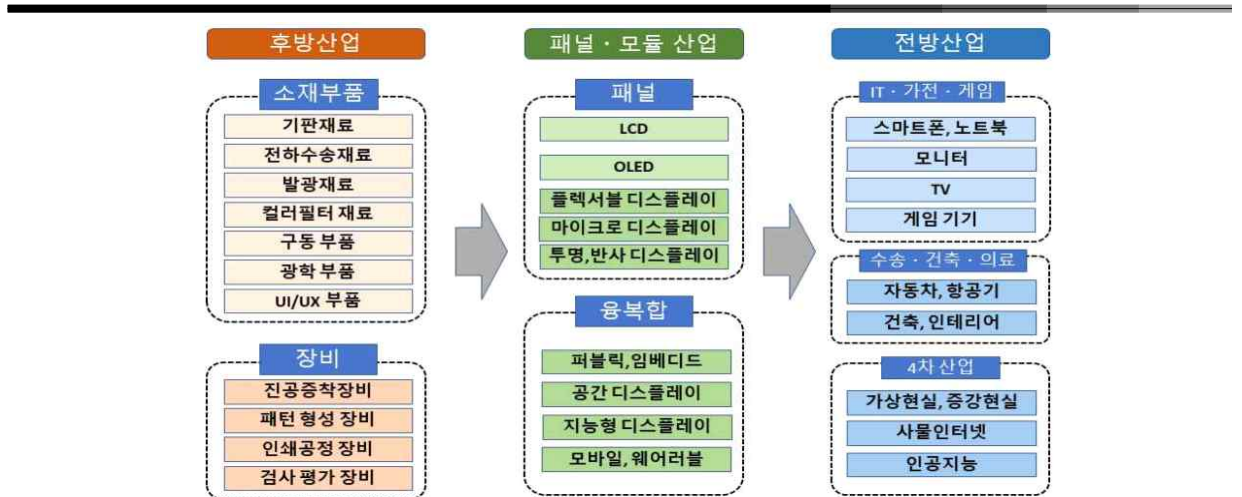 후방산업
소재부품
기판재료
전하수송재료
발광재료
컬러필터 재료
구동 부품
광학 부품
UI/UX 부품
장비
진공증착장비
패턴 형성 장비
인쇄공정 장비
검사 평가 장비
패널 · 모듈 산업
패널
LCD
OLED
플렉서블 디스플레이
마이크로 디스플레이
투명,반사 디스플레이
융복합
퍼블릭,임베디드
공간 디스플레이
지능형 디스플레이
모바일, 웨어러블
전방산업
IT · 가전 · 게임
스마트폰, 노트북
모니터
TV
게임 기기
수송 · 건축 · 의료
자동차, 항공기
건축, 인테리어
4차 산업
가상현실, 증강현실
사물인터넷
인공지능